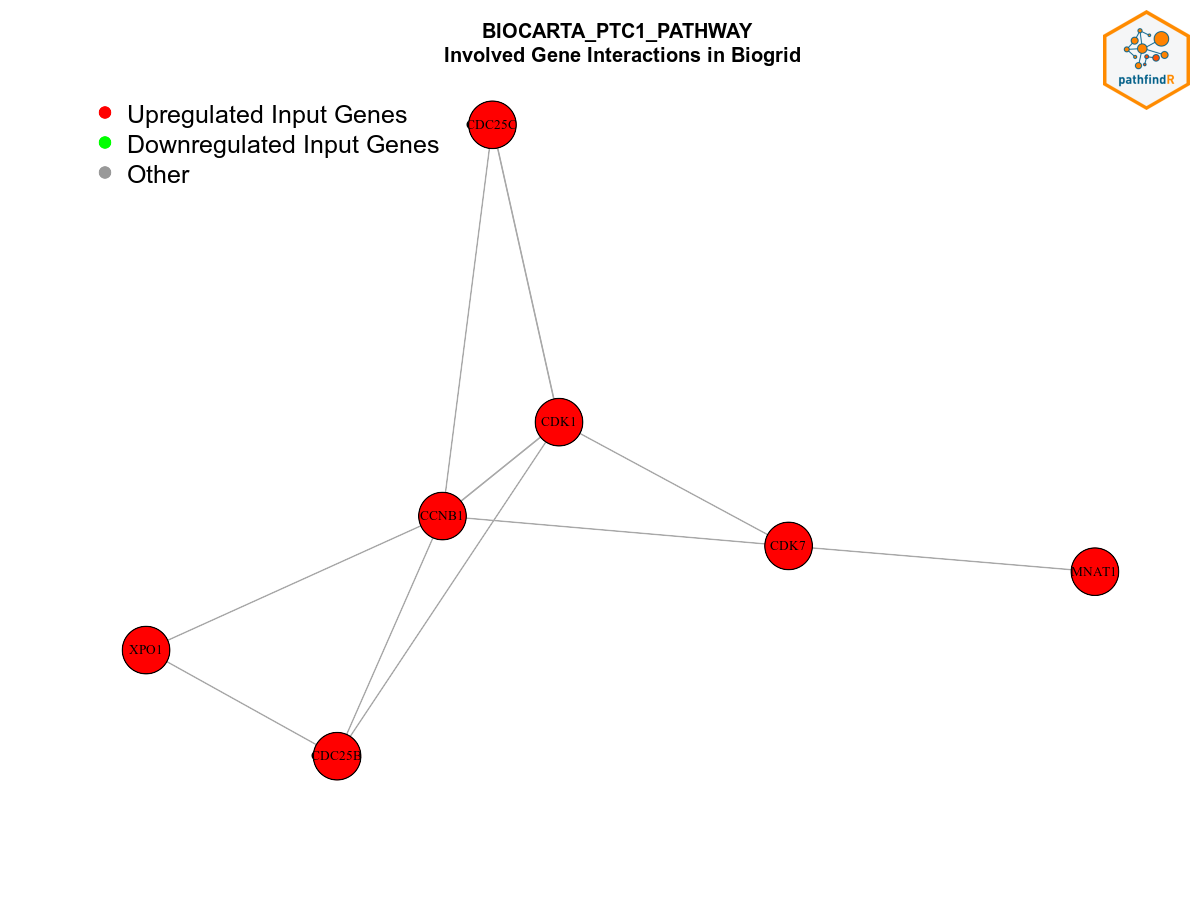 BIOCARTA_PTC1_PATHWAY
Involved Gene Interactions in Biogrid
pathfindR
Upregulated Input Genes
Downregulated Input Genes
Other
CDC25C
CDK1
CCNB1
CDK7
MNAT1
XPO1
CDC25B